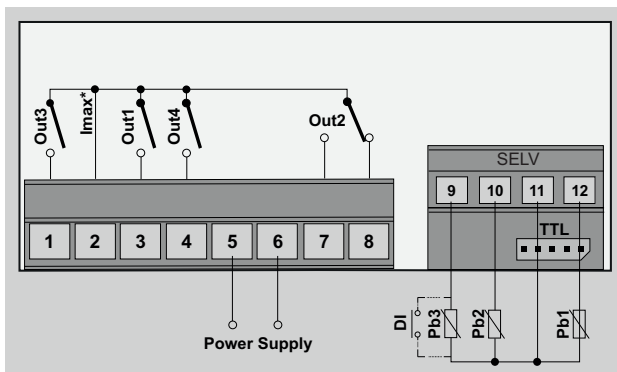 Out3
Imax*
Out1
Out4
Out2
SELV
1 2 3 4 5 6 7 8
9 10 11 12
TTL
DI
Pb3
Pb2
Pb1
Power Supply